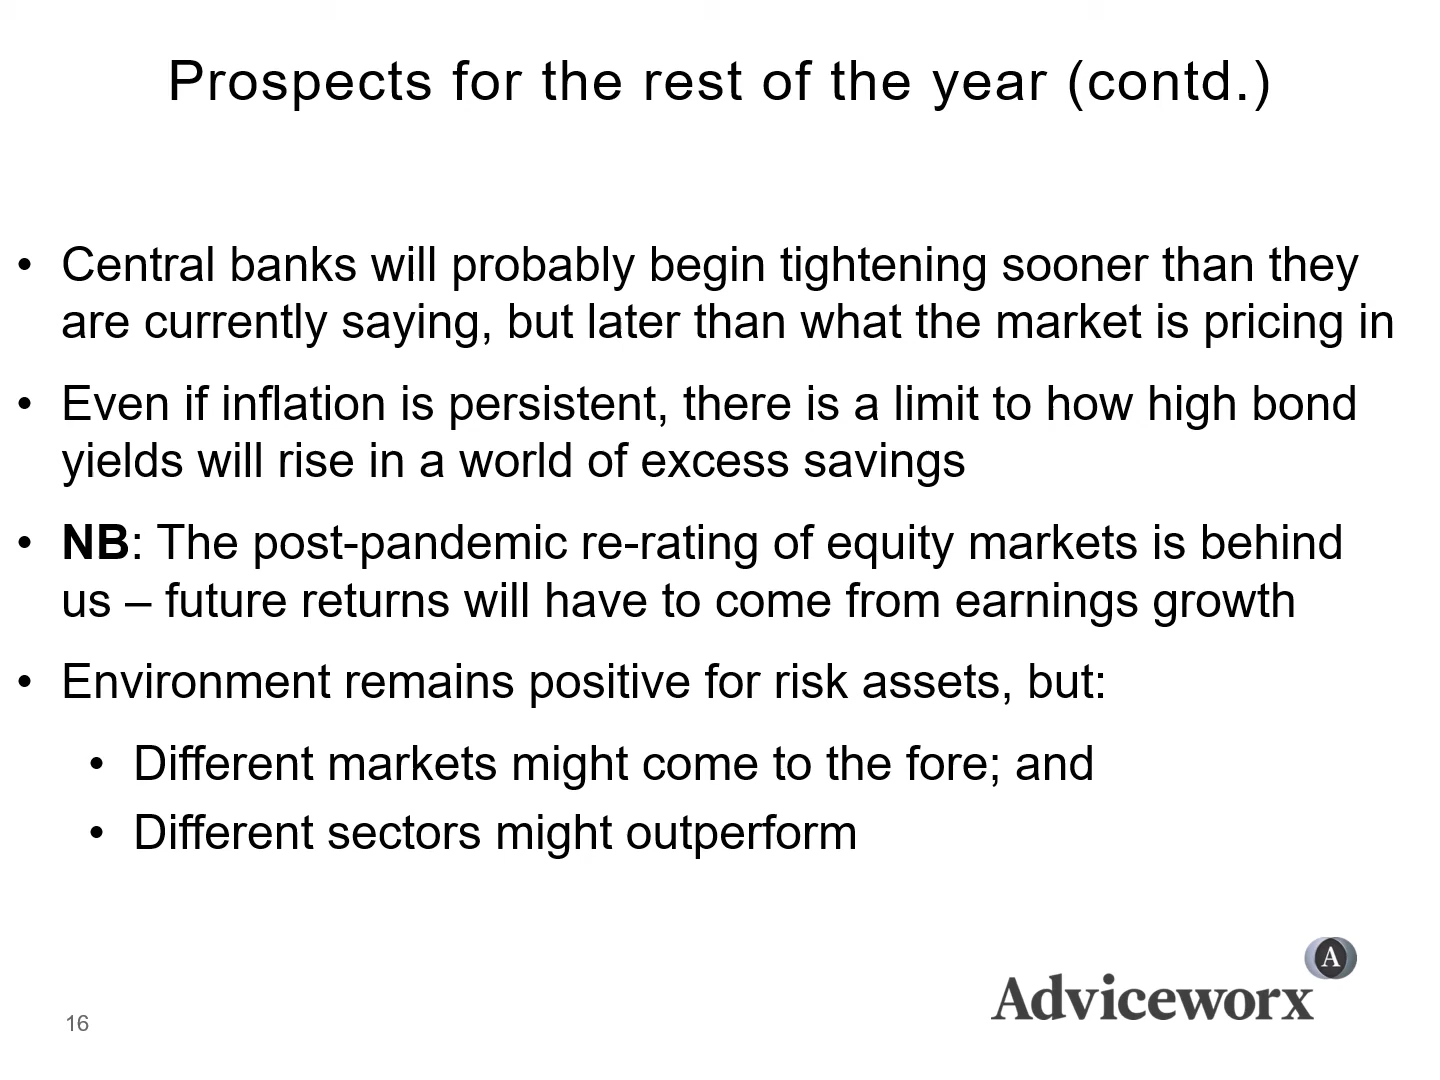 Prospects for the rest of the year (contd.)
• Central banks will probably begin tightening sooner than they
are currently saying, but later than what the market is pricing in
• Even if inflation is persistent, there is a limit to how high bond
yields will rise in a world of excess savings
• NB: The post-pandemic re-rating of equity markets is behind
us – future returns will have to come from earnings growth
• Environment remains positive for risk assets, but:
• Different markets might come to the fore; and
• Different sectors might outperform
A
Adviceworx
16